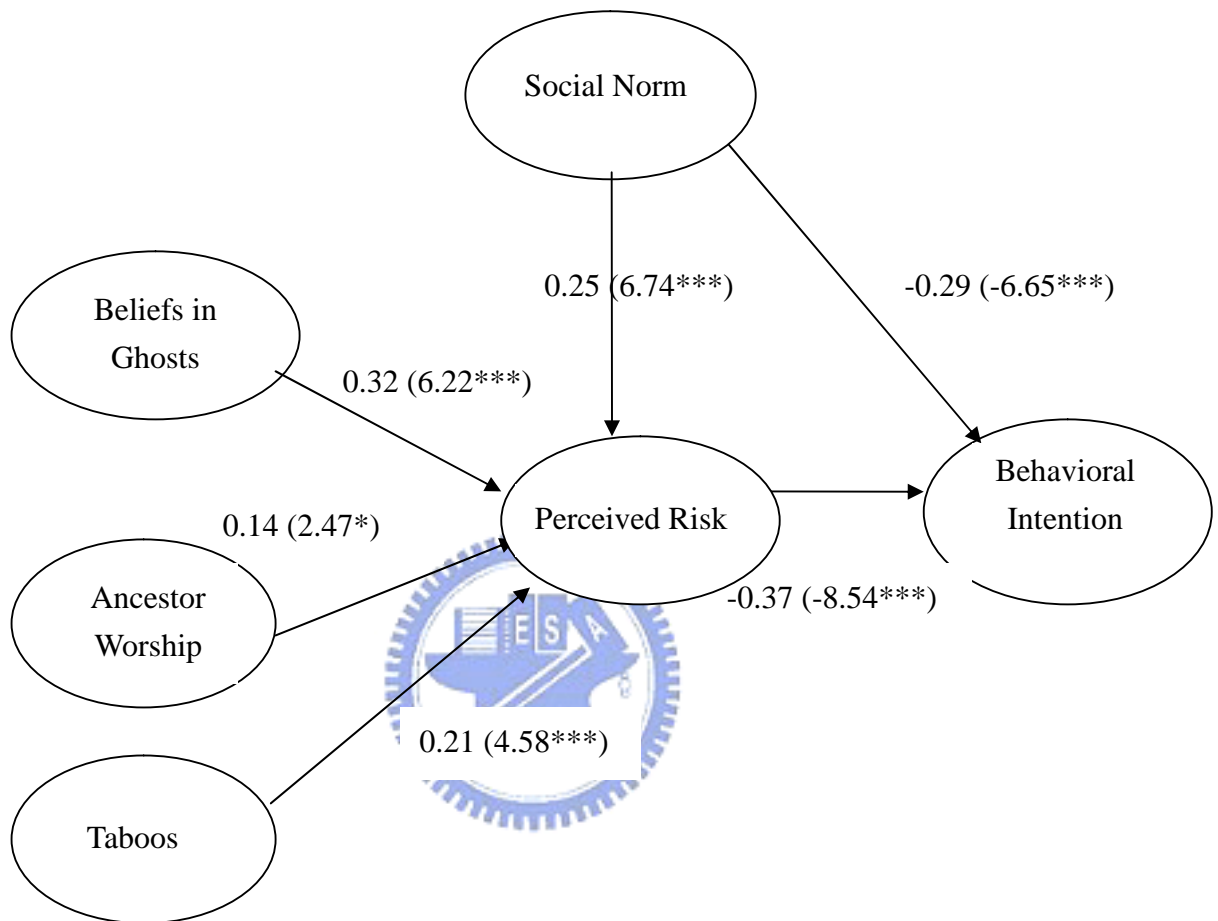 Social Norm
0.25 (6.74***)
-0.29 (-6.65***)
Beliefs in
Ghosts
0.32 (6.22***)
Behavioral
Intention
Perceived Risk
0.14 (2.47*)
-0.37 (-8.54***)
Ancestor
Worship
E S A
0.21 (4.58***)
Taboos